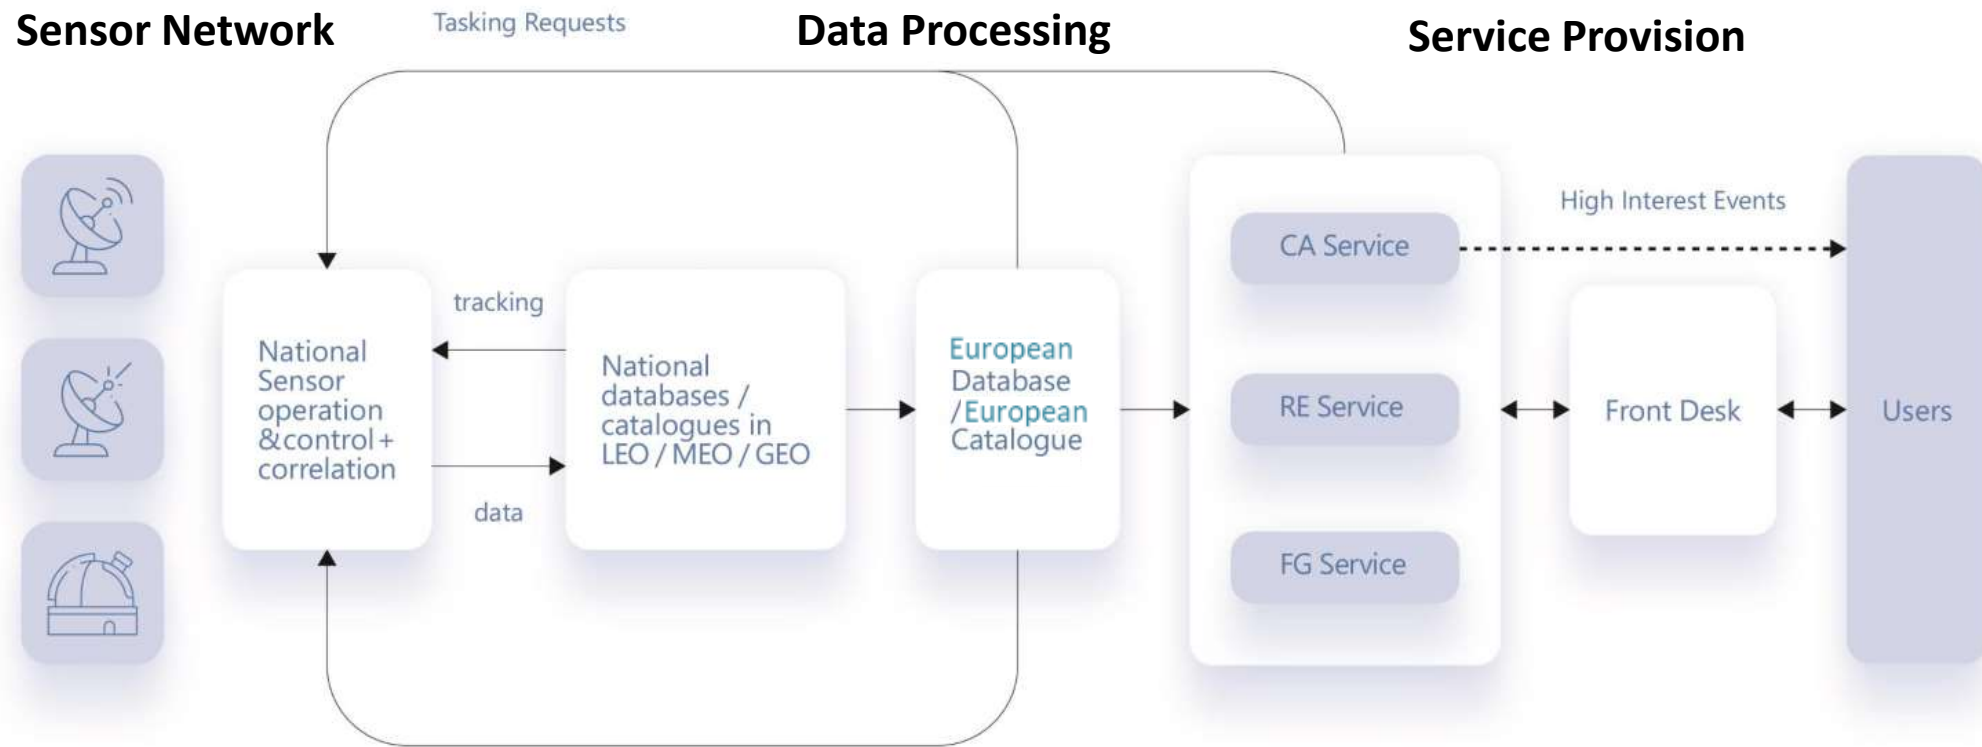 Sensor Network
Tasking Requests
Data Processing
Service Provision
National
Sensor
operation
&control+
correlation
tracking
data
National
databases /
catalogues in
LEO / MEO / GEO
European
Database
/European
Catalogue
CA Service
RE Service
FG Service
High Interest Events
Front Desk
Users